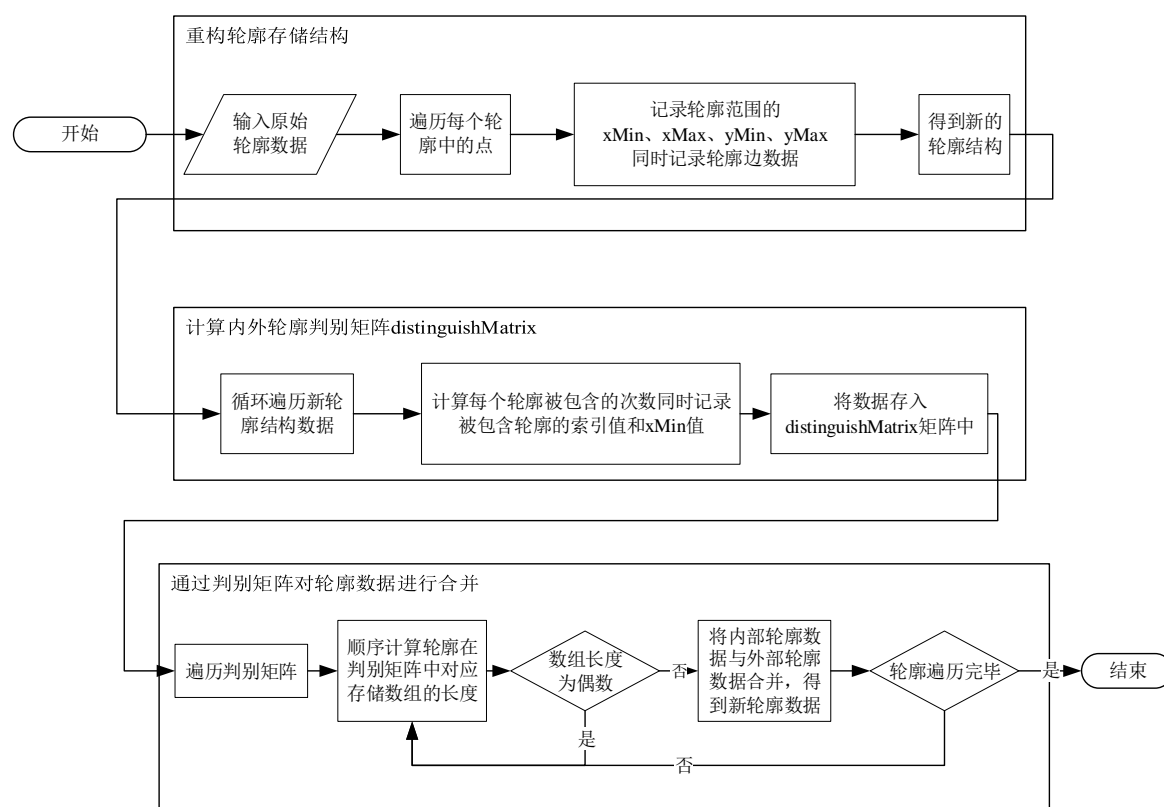 重构轮廓存储结构
开始
输入原始
轮廓数据
遍历每个轮
廓中的点
记录轮廓范围的
xMin、xMax、yMin、yMax
同时记录轮廓边数据
得到新的
轮廓结构
计算内外轮廓判别矩阵distinguishMatrix
循环遍历新轮
廓结构数据
计算每个轮廓被包含的次数同时记录
被包含轮廓的索引值和xMin值
将数据存入
distinguishMatrix矩阵中
通过判别矩阵对轮廓数据进行合并
遍历判别矩阵
顺序计算轮廓在
判别矩阵中对应
存储数组的长度
数组长度
为偶数
否
将内部轮廓数
据与外部轮廓
数据合并，得
到新轮廓数据
轮廓遍历完毕
是
结束
是
否